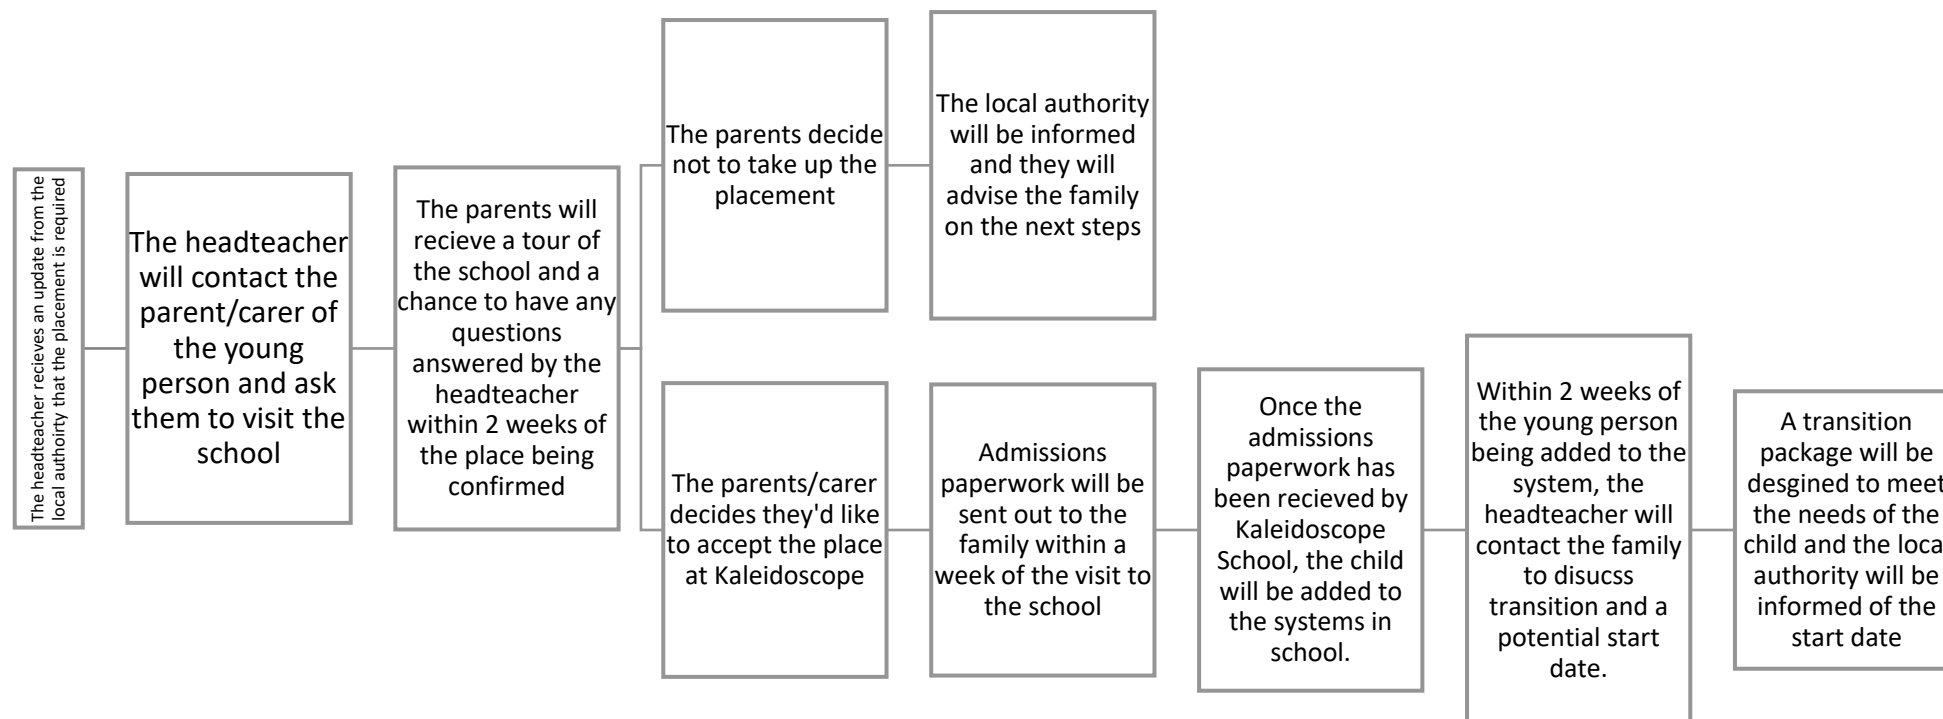 The headteacher recieves an update from the
local authoirty that the placement is required
The headteacher
will contact the
parent/carer of
the young
person and ask
them to visit the
school
The parents will
recieve a tour of
the school and a
chance to have any
questions
answered by the
headteacher
within 2 weeks of
the place being
confirmed
The parents decide
not to take up the
placement
The local authority
will be informed
and they will
advise the family
on the next steps
The parents/carer
decides they'd like
to accept the place
at Kaleidoscope
Admissions
paperwork will be
sent out to the
family within a
week of the visit to
the school
Once the
admissions
paperwork has
been recieved by
Kaleidoscope
School, the child
will be added to
the systems in
school.
Within 2 weeks of
the young person
being added to the
system, the
headteacher will
contact the family
to disucss
transition and a
potential start
date.
A transition
package will be
desgined to meet
the needs of the
child and the loca
authority will be
informed of the
start date